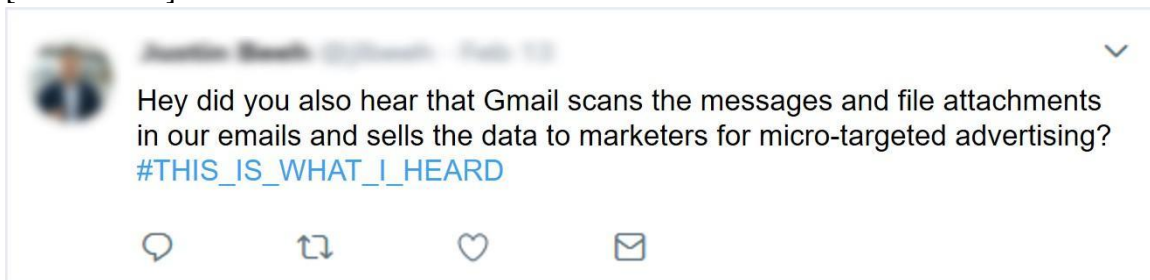 Hey did you also hear that Gmail scans the messages and file attachments
in our emails and sells the data to marketers for micro-targeted advertising?
#THIS_IS_WHAT_I_HEARD